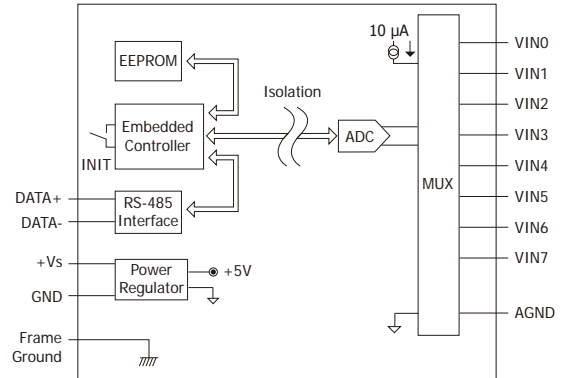 10 µA
EEPROM
Isolation
Embedded
Controller
INIT
ADC
MUX
VIN0
VIN1
VIN2
VIN3
VIN4
VIN5
VIN6
VIN7
AGND
DATA+
DATA-
RS-485
Interface
+Vs
GND
Power
Regulator
+5V
Frame
Ground